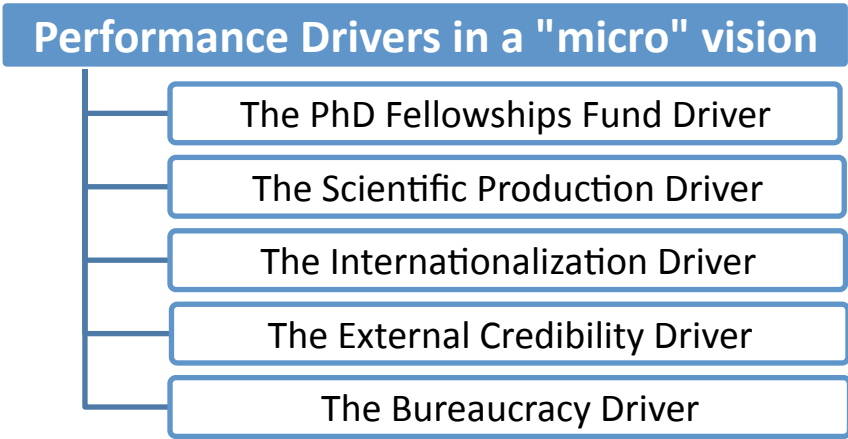 Performance Drivers in a "micro" vision
The PhD Fellowships Fund Driver
The Scientific Production Driver
The Internationalization Driver
The External Credibility Driver
The Bureaucracy Driver